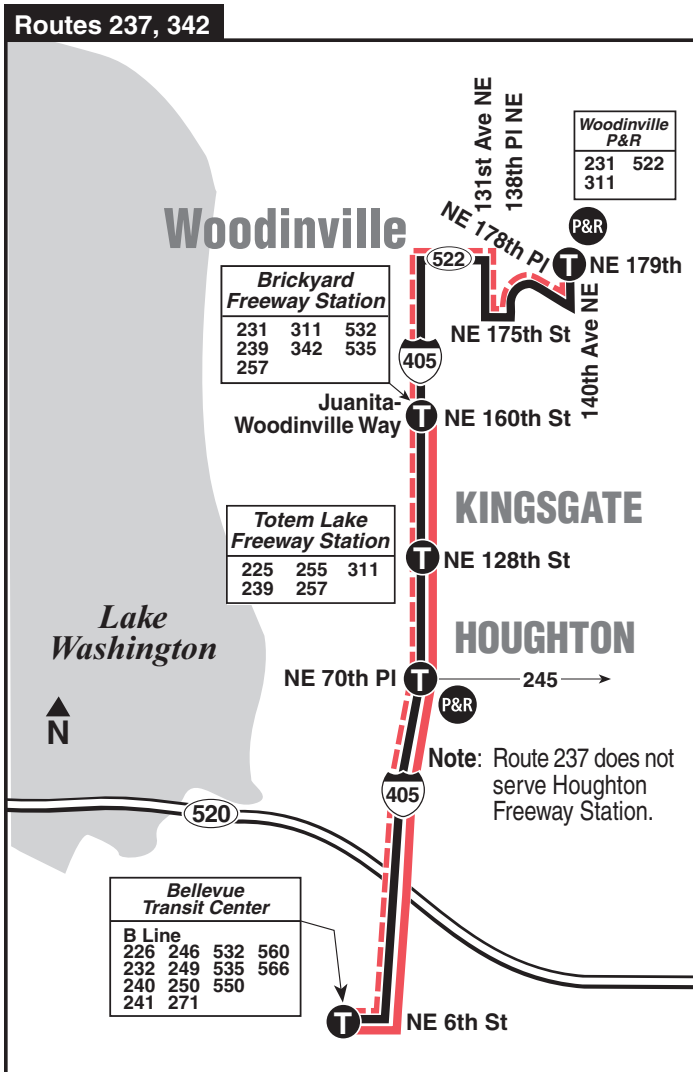 Routes 237, 342
131st Ave NE
138th Pl NE
Woodinville
P&R
231 522
311
P&R
Woodinville
NE 178th Pl
T
NE 179th
522
Brickyard
Freeway Station
231 311 532
239 342 535
257
NE 175th St
140th Ave NE
405
Juanita-
Woodinville Way
T
NE 160th St
KINGSGATE
Totem Lake
Freeway Station
225 255 311
239 257
T
NE 128th St
Lake
Washington
HOUGHTON
NE 70th Pl
T
245
P&R
N
Note: Route 237 does not
serve Houghton
Freeway Station.
405
520
Bellevue
Transit Center
B Line
226 246 532 560
232 249 535 566
240 250 550
241 271
T
NE 6th St